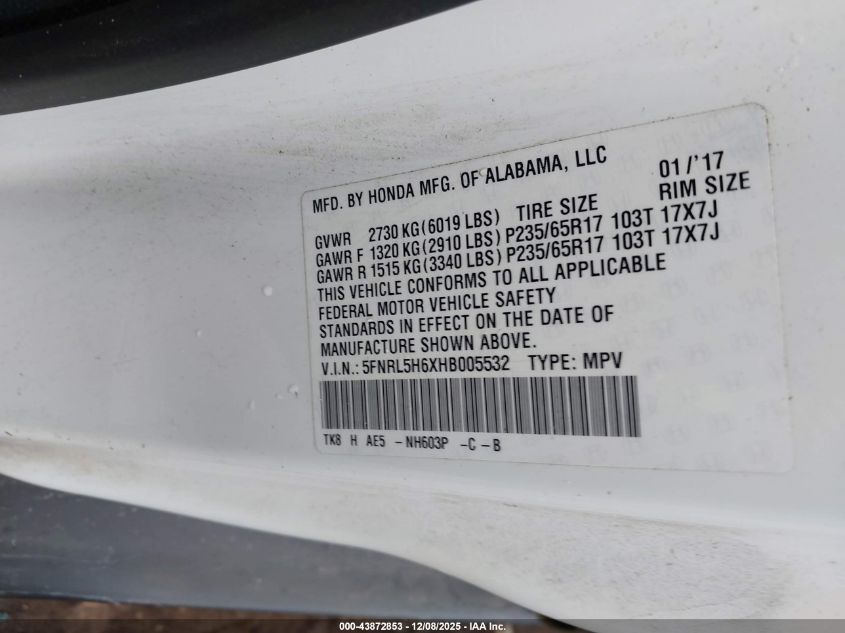 MFD. BY HONDA MFG. OF ALABAMA, LLC 01/'17
GVWR 2730 KG(6019 LBS) TIRE SIZE RIM SIZE
GAWR F 1320 KG(2910 LBS) P235/65R17 103T 17X7J
GAWR R 1515 KG(3340 LBS) P235/65R17 103T 17X7J
THIS VEHICLE CONFORMS TO ALL APPLICABLE
FEDERAL MOTOR VEHICLE SAFETY
STANDARDS IN EFFECT ON THE DATE OF
MANUFACTURE SHOWN ABOVE.
V.I.N.: 5FNRL5H6XHB005532 TYPE: MPV
TK8 H AE5 -NH603P -C -B
000-43872853 - 12/08/2025 - IAA Inc.